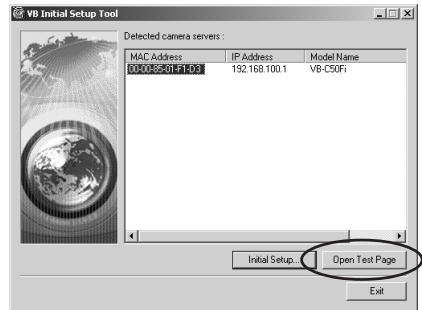 VB Initial Setup Tool
Detected camera servers :
MAC Address IP Address Model Name
00-00-85-01-F1-D3 192.168.100.1 VB-C50Fi
Initial Setup... Open Test Page
Exit